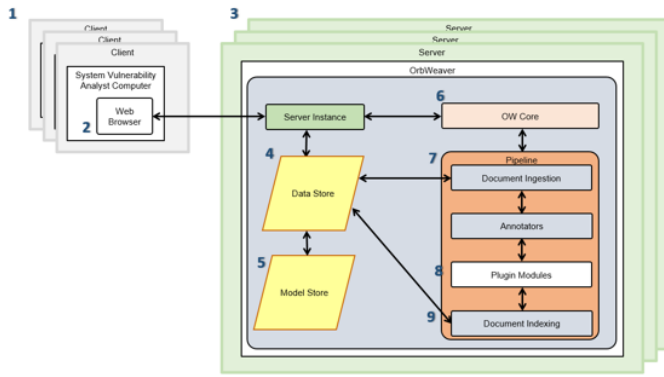 1
3
Client
Server
Client
Server
Client
Server
System Vulnerability
Analyst Computer
OrbWeaver
2
Web
Browser
Server Instance
6
OW Core
4
7
Pipeline
Data Store
Document Ingestion
Annotators
5
Model Store
8
Plugin Modules
9
Document Indexing